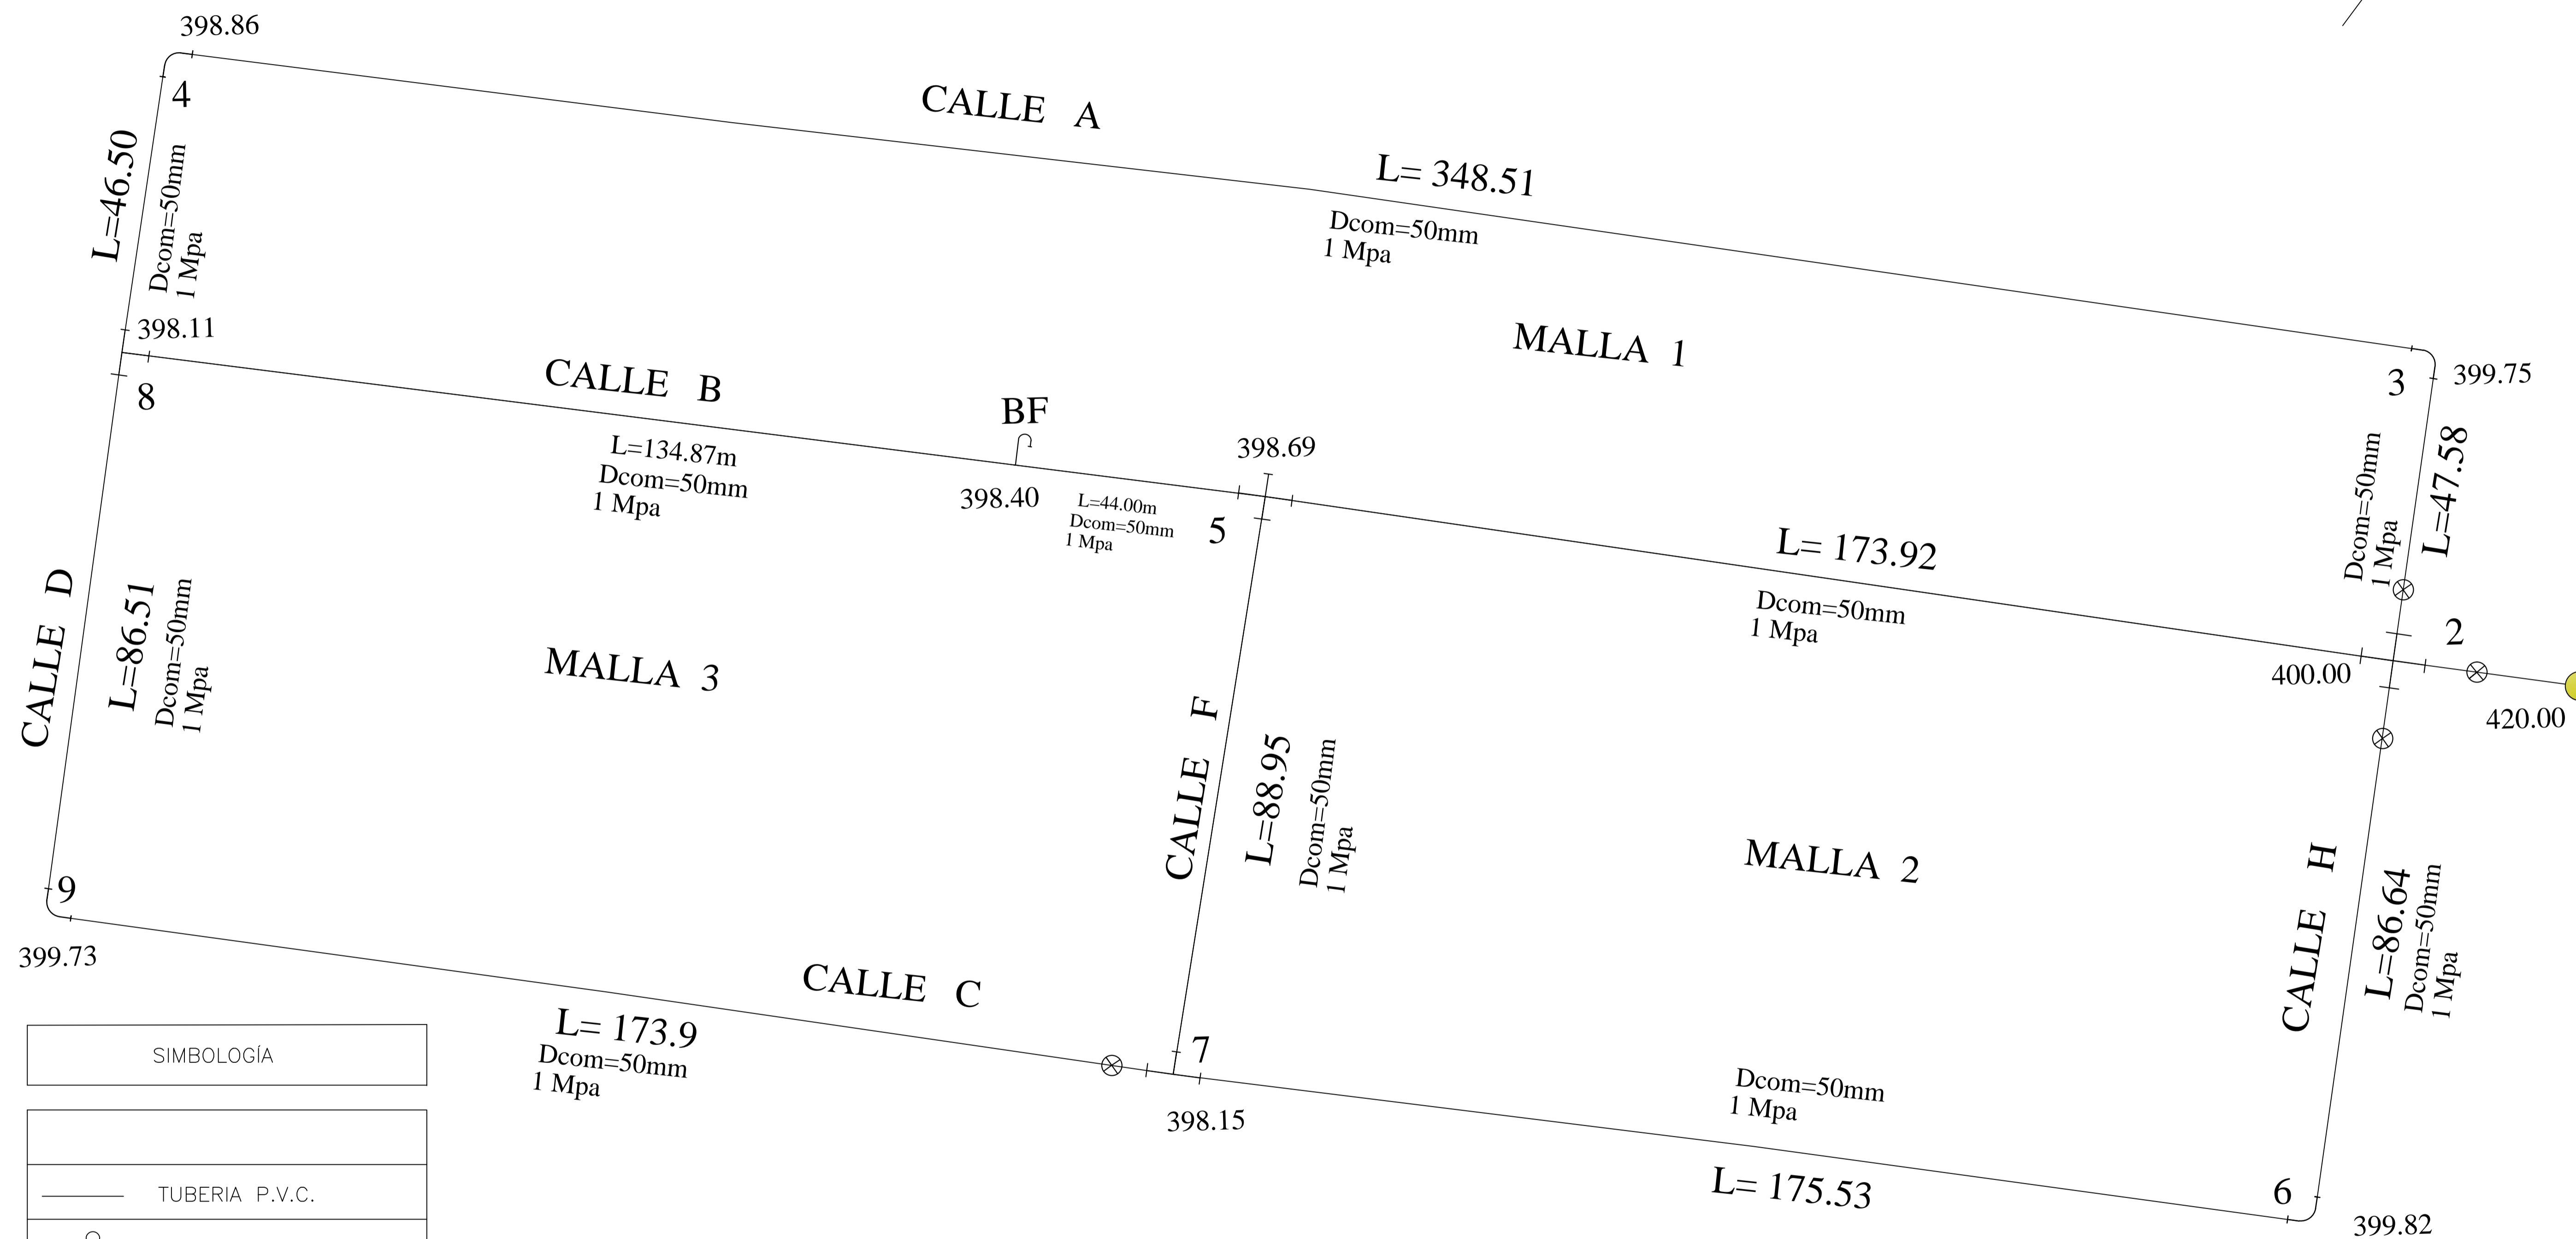 398.86
4
CALLE A
L= 348.51
Dcom=50mm
1 Mpa
L=46.50
Dcom=50mm
1 Mpa
398.11
8
CALLE B
L=134.87m
Dcom=50mm
1 Mpa
BF
398.40
L=44.00m
Dcom=50mm
1 Mpa
398.69
5
MALLA 1
3
399.75
Dcom=50mm
1 Mpa
L=47.58
L= 173.92
Dcom=50mm
1 Mpa
2
400.00
420.00
CALLE D
L=86.51
Dcom=50mm
1 Mpa
MALLA 3
CALLE F
L=88.95
Dcom=50mm
1 Mpa
MALLA 2
CALLE H
L=86.64
Dcom=50mm
1 Mpa
9
399.73
CALLE C
L= 173.9
Dcom=50mm
1 Mpa
7
398.15
Dcom=50mm
1 Mpa
L= 175.53
6
399.82
SIMBOLOGÍA
TUBERIA P.V.C.